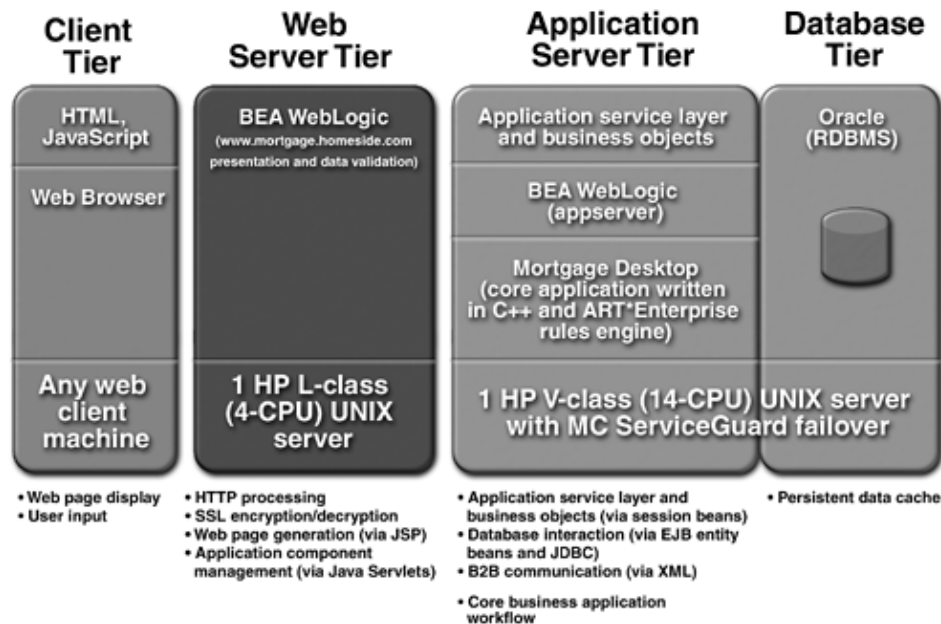 Client
Tier
Web
Server Tier
Application
Server Tier
Database
Tier
HTML,
JavaScript
Web Browser
Any web
client
machine
BEA WebLogic
(www.mortgage.homeside.com
presentation and data validation)
1 HP L-class
(4-CPU) UNIX
server
Application service layer
and business objects
BEA WebLogic
(appserver)
Mortgage Desktop
(core application written
in C++ and ART*Enterprise
rules engine)
Oracle
(RDBMS)
1 HP V-class (14-CPU) UNIX server
with MC ServiceGuard failover
• Web page display
• User input
• HTTP processing
• SSL encryption/decryption
• Web page generation (via JSP)
• Application component
management (via Java Servlets)
• Application service layer and
business objects (via session beans)
• Database interaction (via EJB entity
beans and JDBC)
• B2B communication (via XML)
• Core business application
workflow
• Persistent data cache